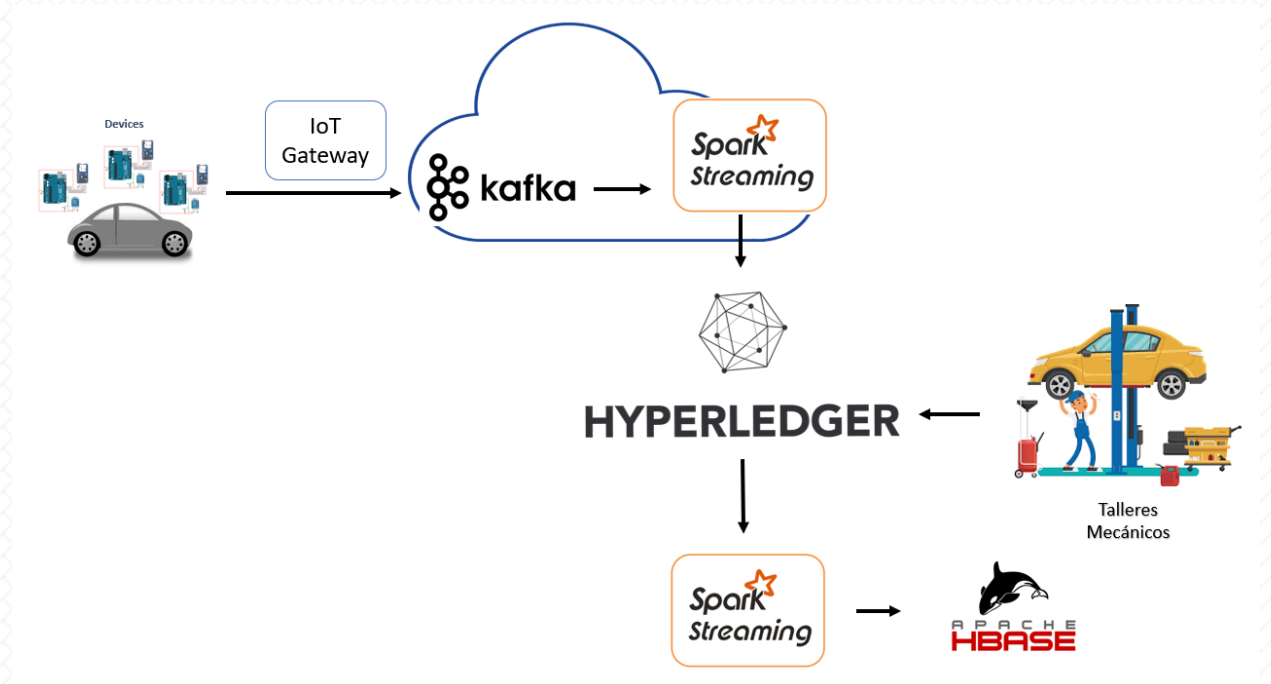 Devices
IoT
Gateway
kafka
Spark
Streaming
HYPERLEDGER
Talleres
Mecánicos
Spark
Streaming
APACHE
HBASE